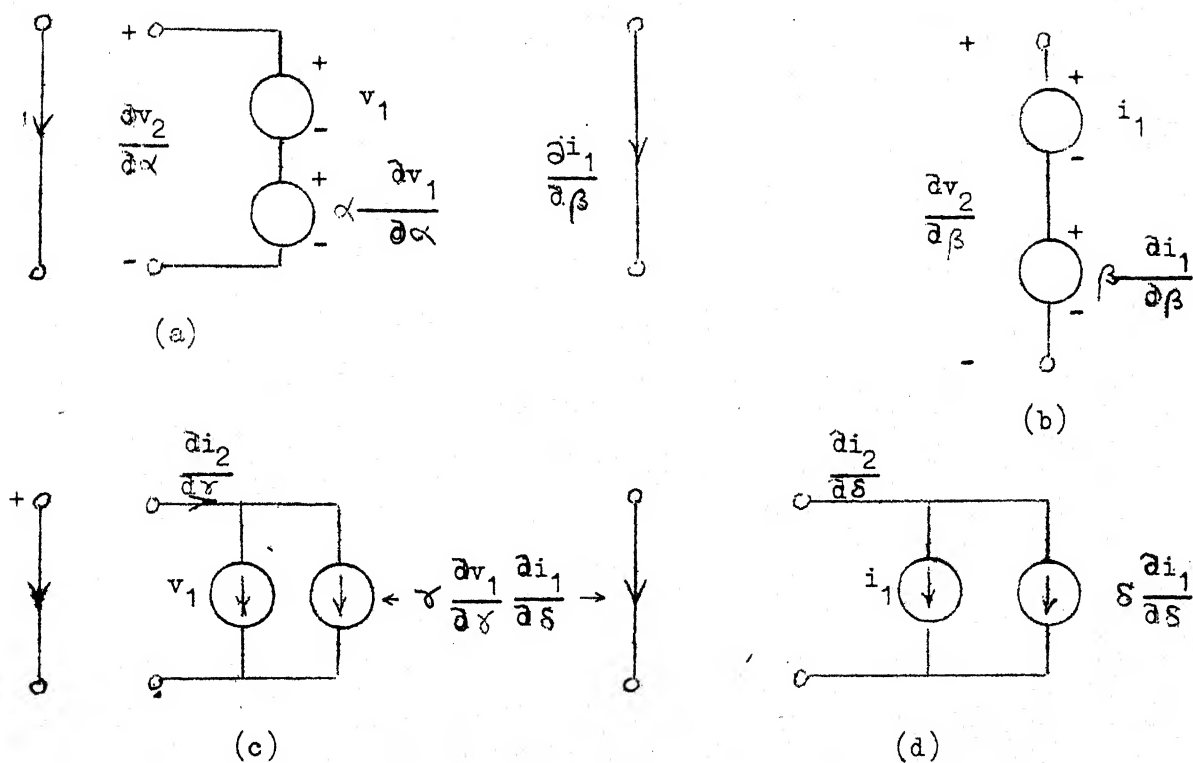 + + v₁ -
∂v₂/∂α
+ α ∂v₁/∂α -
-
(a)
∂i₁/∂β
+ + i₁ -
∂v₂/∂β
+ β ∂i₁/∂β -
-
(b)
+
∂i₂/∂γ
v₁ ← γ ∂v₁/∂γ
(c)
∂i₁/∂δ →
∂i₂/∂δ
i₁ δ ∂i₁/∂δ
(d)